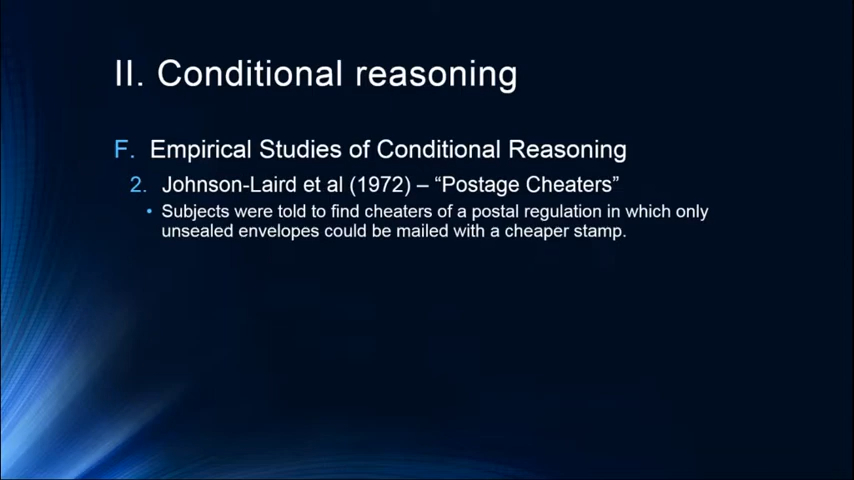 II. Conditional reasoning
F. Empirical Studies of Conditional Reasoning
2. Johnson-Laird et al (1972) – “Postage Cheaters”
• Subjects were told to find cheaters of a postal regulation in which only
unsealed envelopes could be mailed with a cheaper stamp.